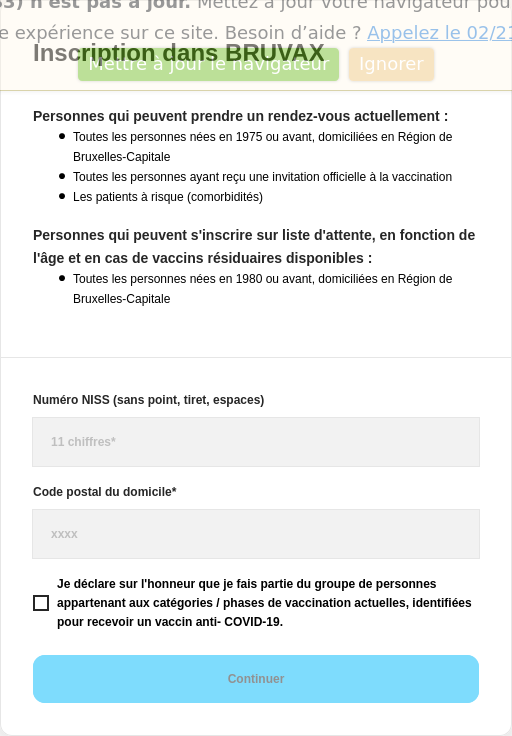 3) n'est pas à jour. Mettez à jour votre navigateur pou
e expérience sur ce site. Besoin d’aide ? Appelez le 02/21
Inscription dans BRUVAX
Mettre à jour le navigateur Ignorer
Personnes qui peuvent prendre un rendez-vous actuellement :
Toutes les personnes nées en 1975 ou avant, domiciliées en Région de
Bruxelles-Capitale
Toutes les personnes ayant reçu une invitation officielle à la vaccination
Les patients à risque (comorbidités)
Personnes qui peuvent s'inscrire sur liste d'attente, en fonction de
l'âge et en cas de vaccins résiduaires disponibles :
Toutes les personnes nées en 1980 ou avant, domiciliées en Région de
Bruxelles-Capitale
Numéro NISS (sans point, tiret, espaces)
11 chiffres*
Code postal du domicile*
xxxx
Je déclare sur l'honneur que je fais partie du groupe de personnes
appartenant aux catégories / phases de vaccination actuelles, identifiées
pour recevoir un vaccin anti- COVID-19.
Continuer